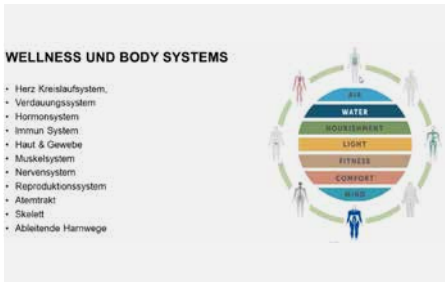 WELLNESS UND BODY SYSTEMS
• Herz Kreislaufsystem,
• Verdauungssystem
• Hormonsystem
• Immun System
• Haut & Gewebe
• Muskelsystem
• Nervensystem
• Reproduktionssystem
• Atemtrakt
• Skelett
• Ableitende Harnwege
AIR
WATER
NOURISHMENT
LIGHT
FITNESS
COMFORT
MIND